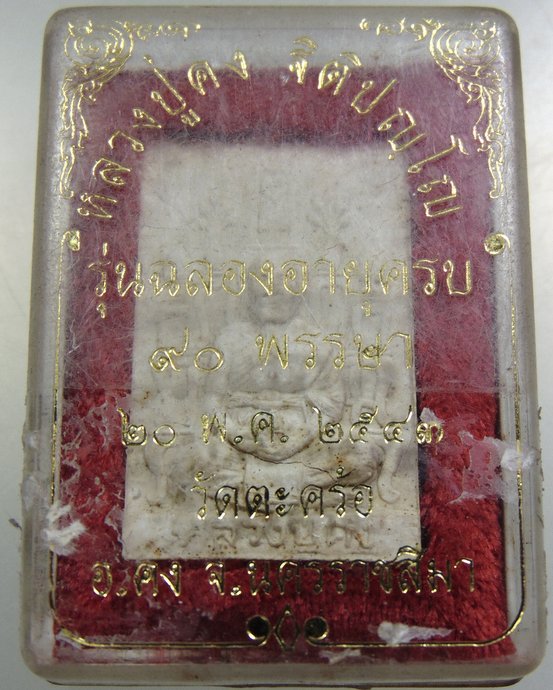 หลวงปู่คง ฐิติปญฺโญ
รุ่นฉลองอายุครบ
๙๐ พรรษา
๒๐ พ.ค. ๒๕๔๓
วัดตะคร้อ
อ.คง จ.นครราชสีมา